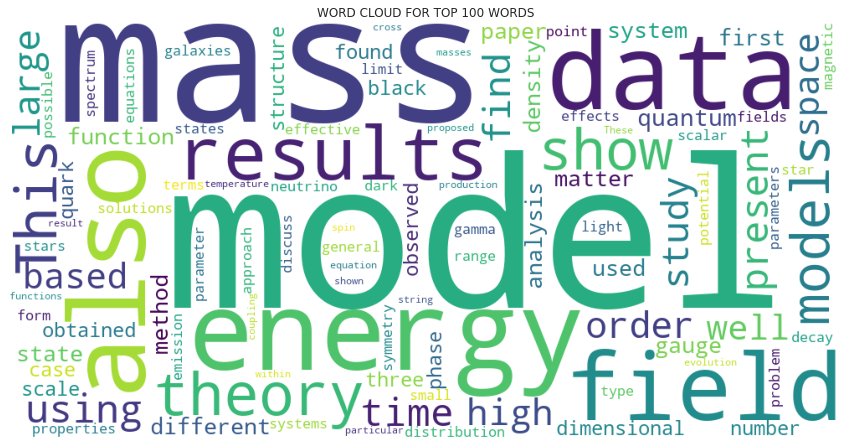 WORD CLOUD FOR TOP 100 WORDS
mass
data
model
energy
field
also
results
show
theory
This
large
models
space
find
study
present
time
high
using
based
order
well
different
function
galaxies
found
limit
black
cross
masses
paper
point
system
first
magnetic
spectrum
equations
possible
structure
density
effects
quantum
fields
states
effective
proposed
These
scalar
quark
terms
temperature
neutrino
dark
production
matter
star
solutions
result
stars
parameter
approach
discuss
spin
general
equation
shown
observed
gamma
range
analysis
light
used
potential
parameters
functions
form
obtained
method
string
coupling
symmetry
phase
emission
state
case
scale
within
three
small
gauge
decay
evolution
problem
type
properties
systems
particular
distribution
dimensional
number